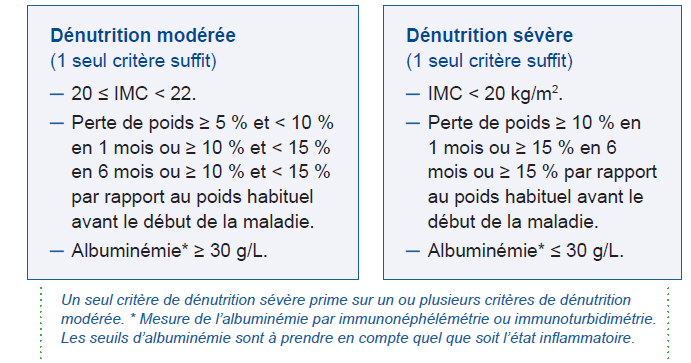 Dénutrition modérée
(1 seul critère suffit)
— 20 ≤ IMC < 22.
— Perte de poids ≥ 5 % et < 10 %
en 1 mois ou ≥ 10 % et < 15 %
en 6 mois ou ≥ 10 % et < 15 %
par rapport au poids habituel
avant le début de la maladie.
— Albuminémie* ≥ 30 g/L.
Dénutrition sévère
(1 seul critère suffit)
— IMC < 20 kg/m².
— Perte de poids ≥ 10 % en
1 mois ou ≥ 15 % en 6
mois ou ≥ 15 % par rapport
au poids habituel avant le
début de la maladie.
— Albuminémie* ≤ 30 g/L.
Un seul critère de dénutrition sévère prime sur un ou plusieurs critères de dénutrition
modérée. * Mesure de l’albuminémie par immunonéphélémétrie ou immunoturbidimétrie.
Les seuils d’albuminémie sont à prendre en compte quel que soit l’état inflammatoire.